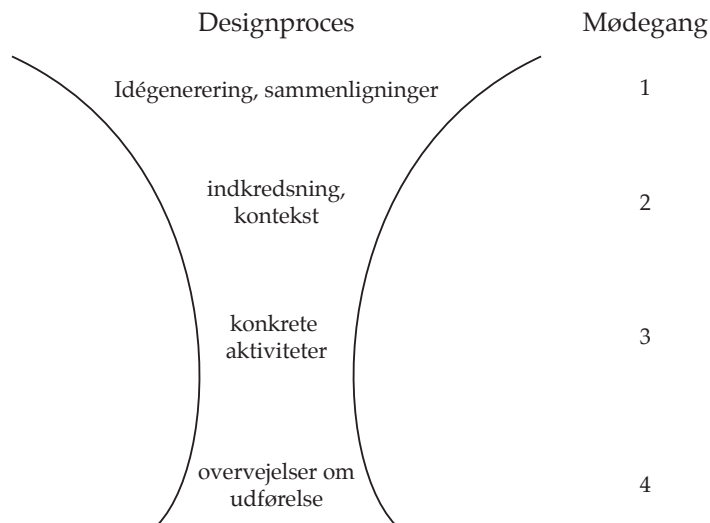 Designproces Mødegang
Idégenerering, sammenligninger 1
indkredsning,
kontekst 2
konkrete
aktiviteter 3
overvejelser om
udførelse 4